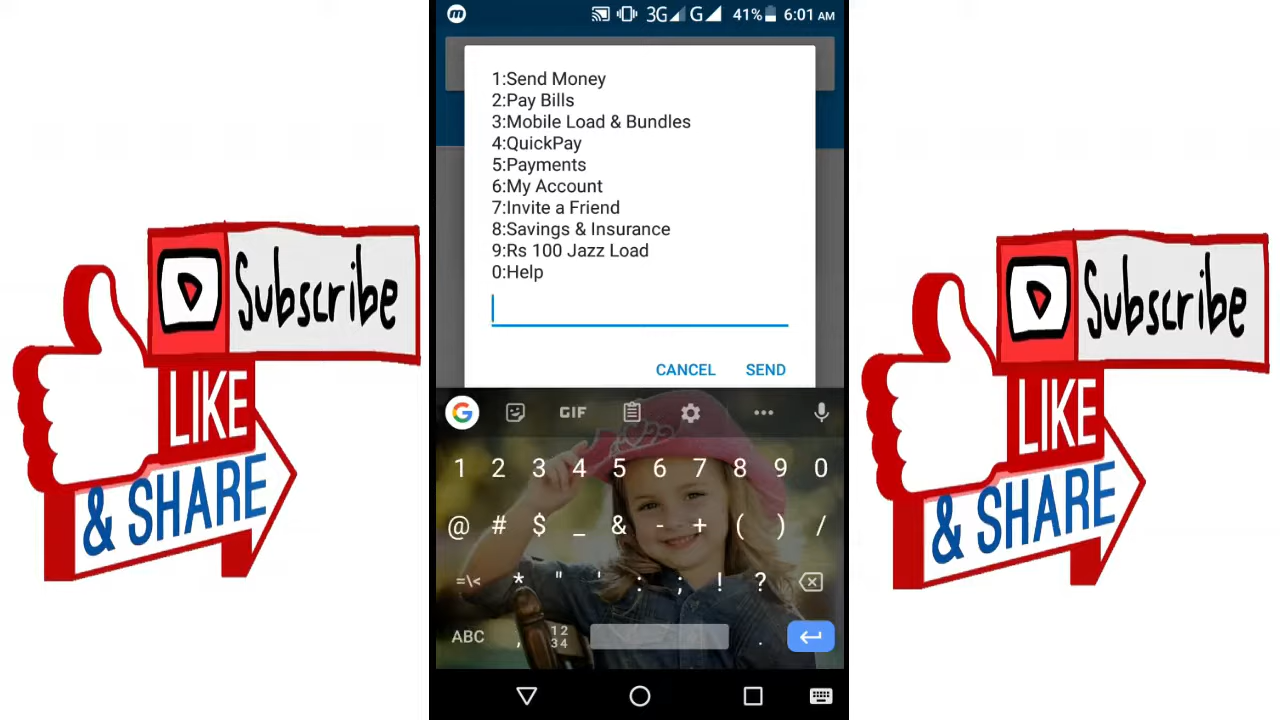 3G G 41% 6:01 AM
1:Send Money
2:Pay Bills
3:Mobile Load & Bundles
4:QuickPay
5:Payments
6:My Account
7:Invite a Friend
8:Savings & Insurance
9:Rs 100 Jazz Load
0:Help
CANCEL SEND
G GIF
1 2 3 4 5 6 7 8 9 0
@ # $ _ & - + ( ) /
=\< * " ' : ; ! ?
ABC , 12 34 .
Subscribe
LIKE
& SHARE
Subscribe
LIKE
& SHARE